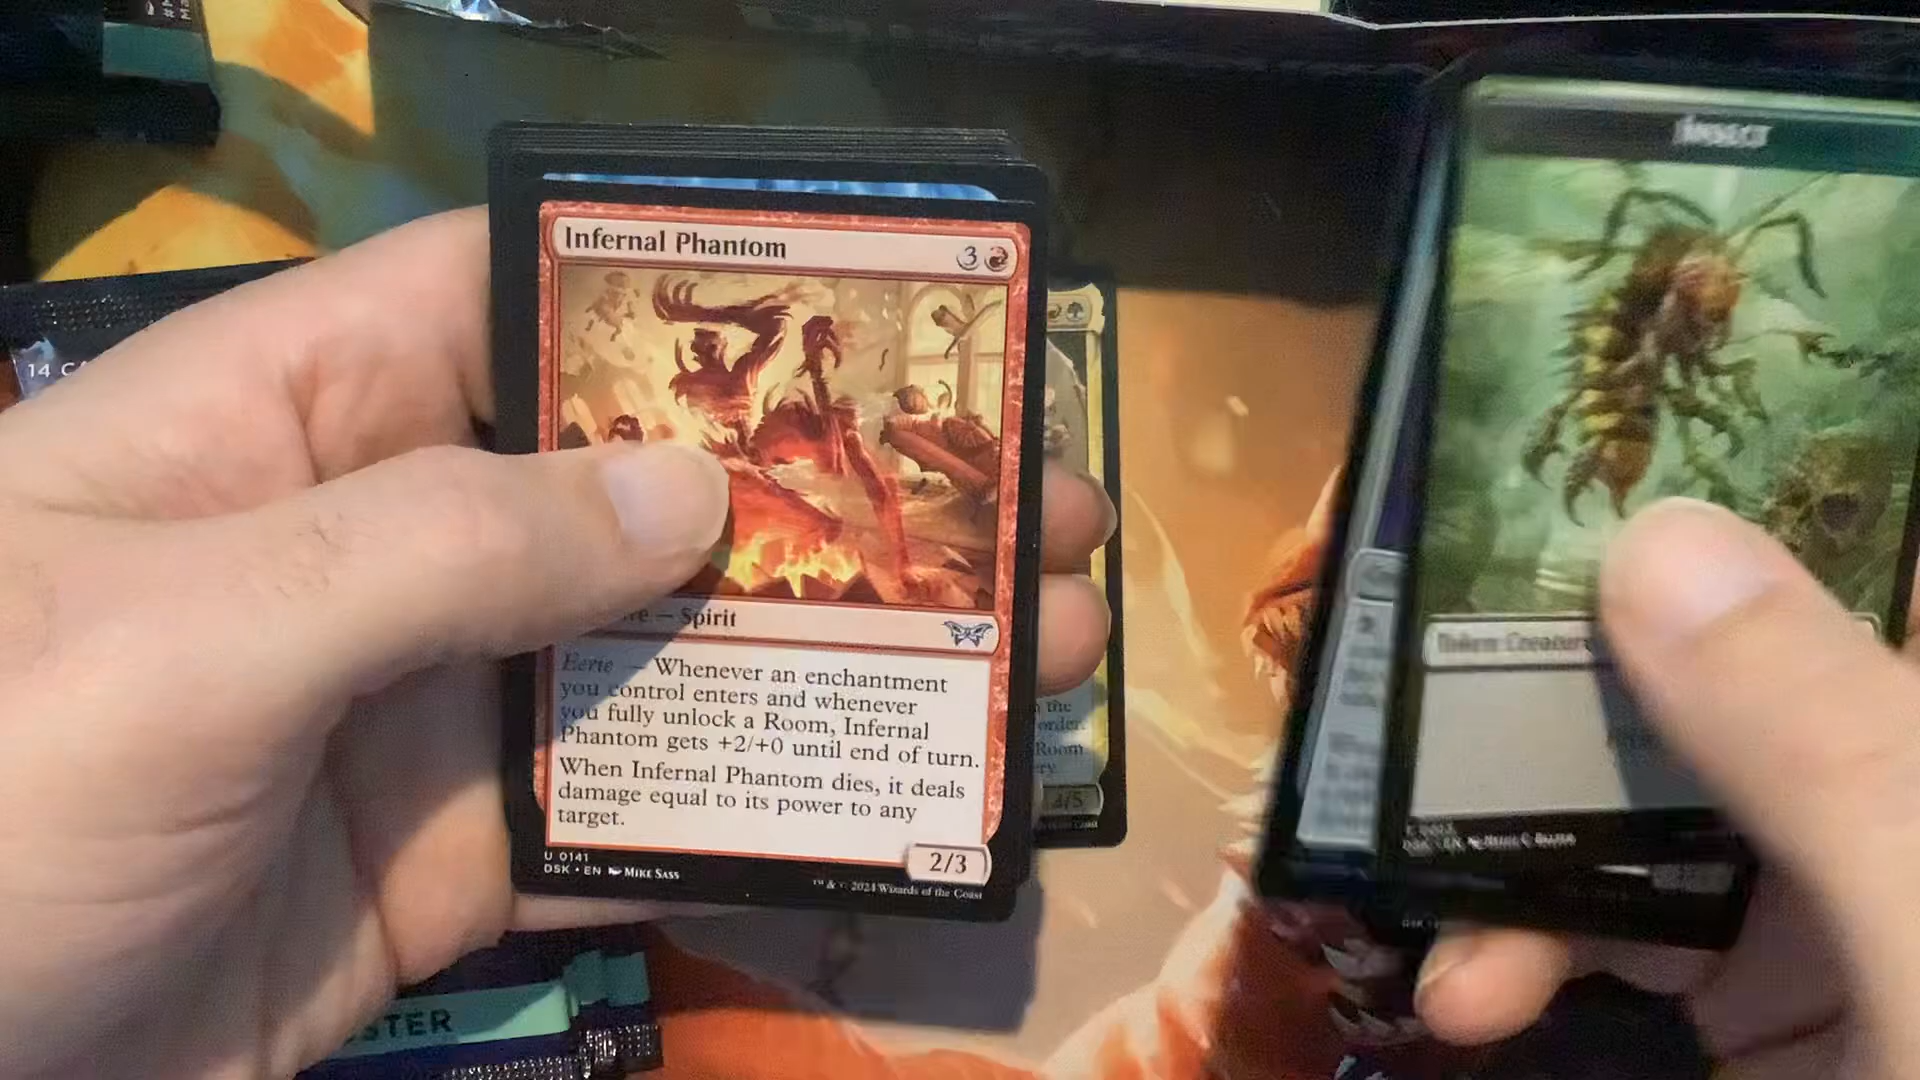 14 C
Infernal Phantom
3
— Spirit
Eerie — Whenever an enchantment
you control enters and whenever
you fully unlock a Room, Infernal
Phantom gets +2/+0 until end of turn.
When Infernal Phantom dies, it deals
damage equal to its power to any
target.
2/3
U 0141
DSK • EN MIKE SASS
™ & © 2024 Wizards of the Coast
the
order.
Room
4/5
Insect
Token Creature
STER